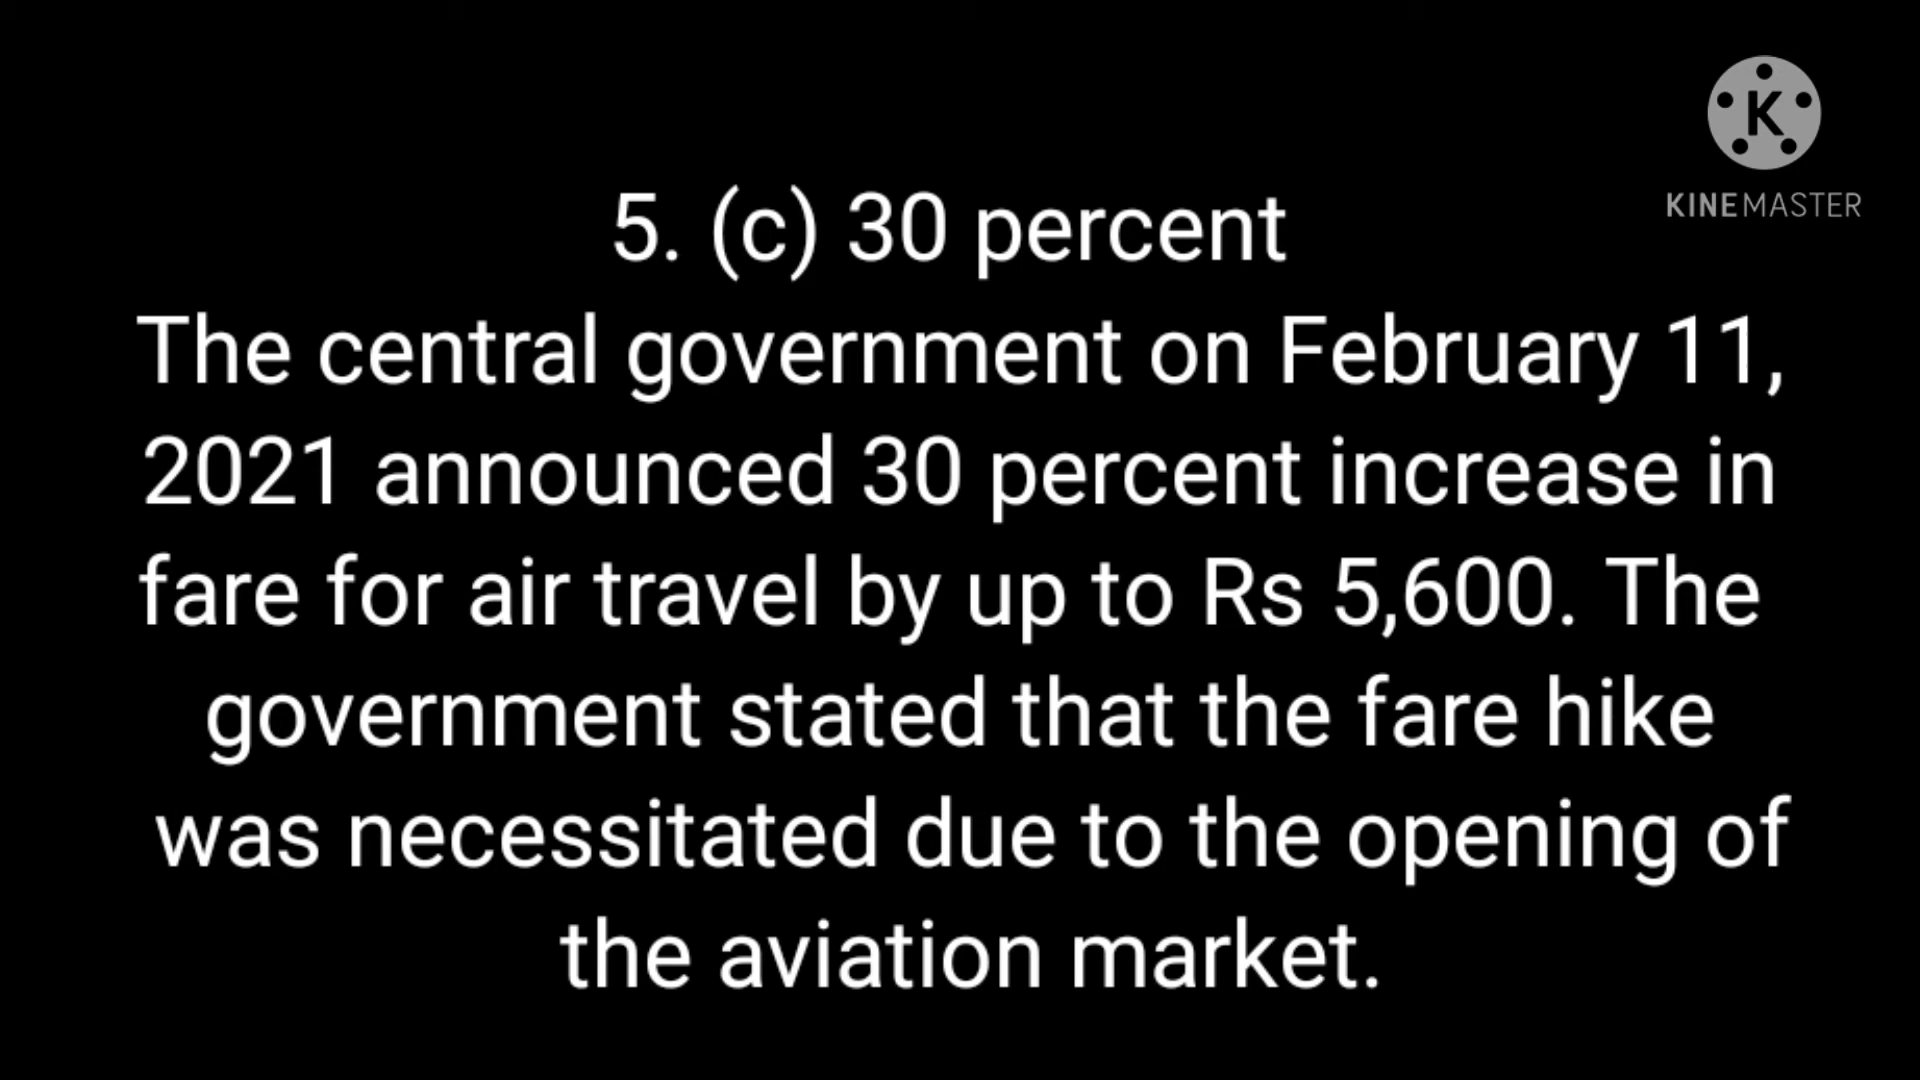 KINEMASTER
5. (c) 30 percent
The central government on February 11,
2021 announced 30 percent increase in
fare for air travel by up to Rs 5,600. The
government stated that the fare hike
was necessitated due to the opening of
the aviation market.